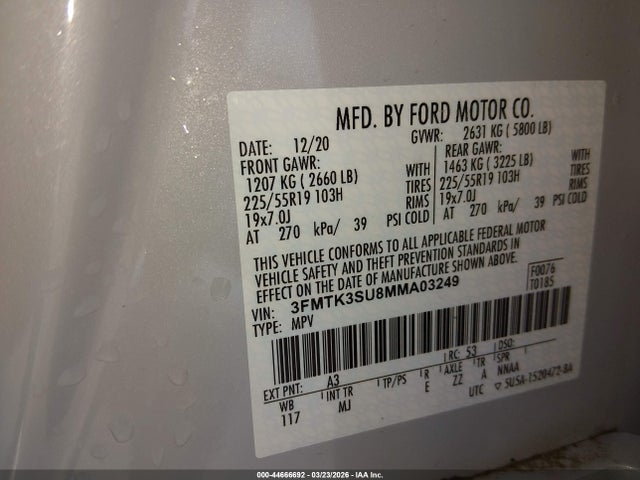 MFD. BY FORD MOTOR CO.
DATE: 12/20 GVWR: 2631 KG ( 5800 LB)
FRONT GAWR: REAR GAWR:
1207 KG ( 2660 LB) WITH 1463 KG ( 3225 LB) WITH
225/55R19 103H TIRES 225/55R19 103H TIRES
19x7.0J RIMS 19x7.0J RIMS
AT 270 kPa/ 39 PSI COLD AT 270 kPa/ 39 PSI COLD
THIS VEHICLE CONFORMS TO ALL APPLICABLE FEDERAL MOTOR
VEHICLE SAFETY AND THEFT PREVENTION STANDARDS IN
EFFECT ON THE DATE OF MANUFACTURE SHOWN ABOVE.
F0076
T0185
VIN: 3FMTK3SU8MMA03249
TYPE: MPV
EXT PNT: A3 RC: 53 DSO:
WB INT TR TP/PS R AXLE TR SPR
117 MJ E ZZ A NNAA
UTC ▽ 5U5A-1520472-BA
000-44666692 - 03/23/2026 - IAA Inc.